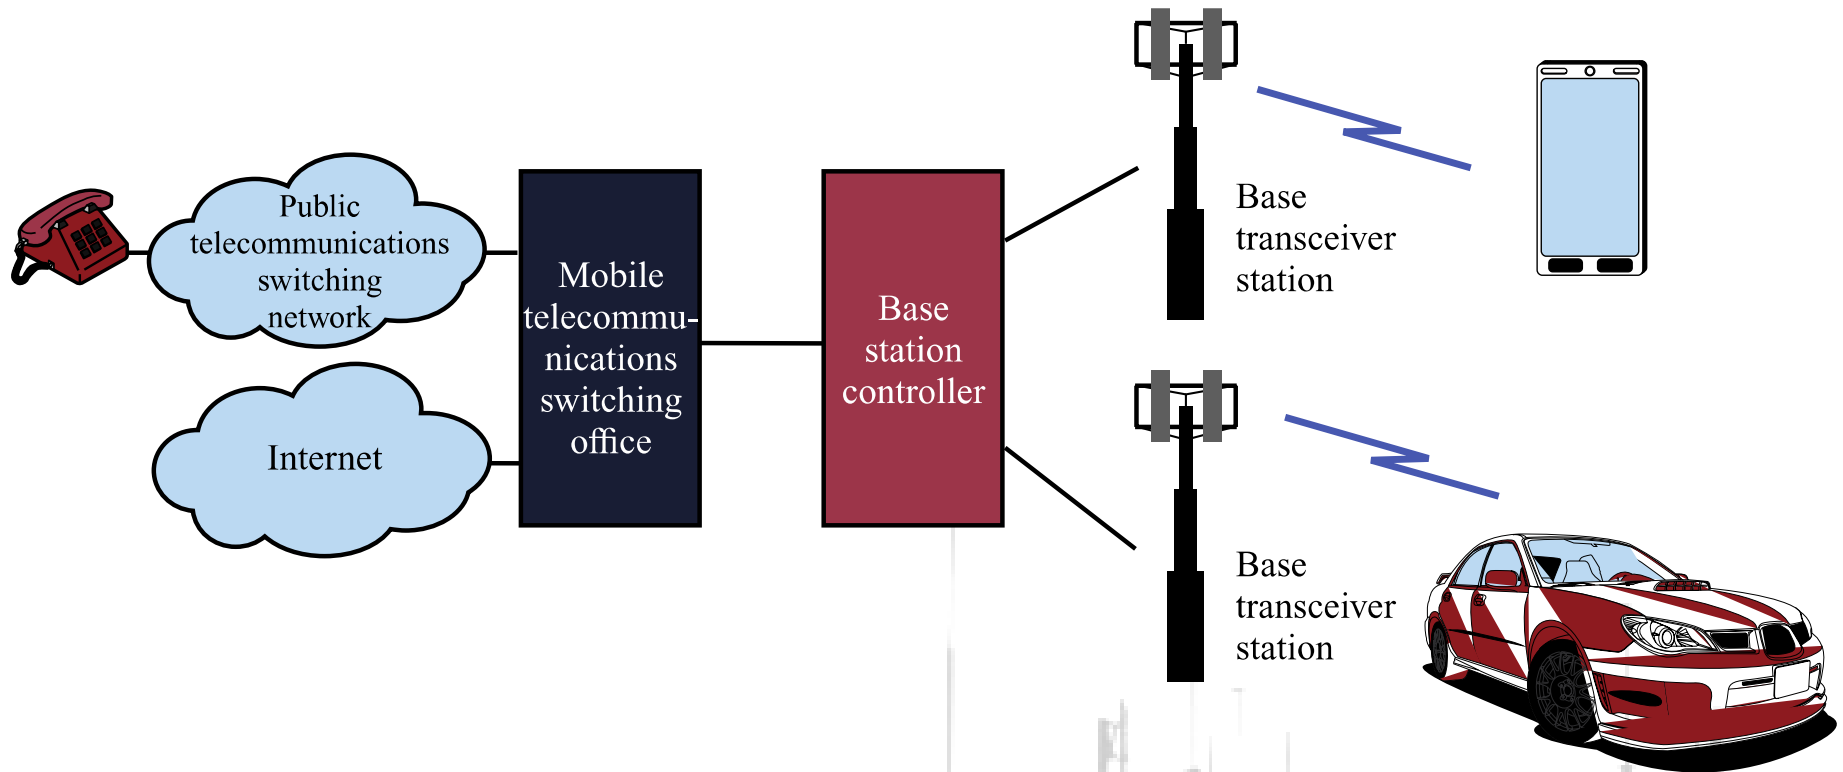 Public
telecommunications
switching
network
Internet
Mobile
telecommu-
nications
switching
office
Base
station
controller
Base
transceiver
station
Base
transceiver
station